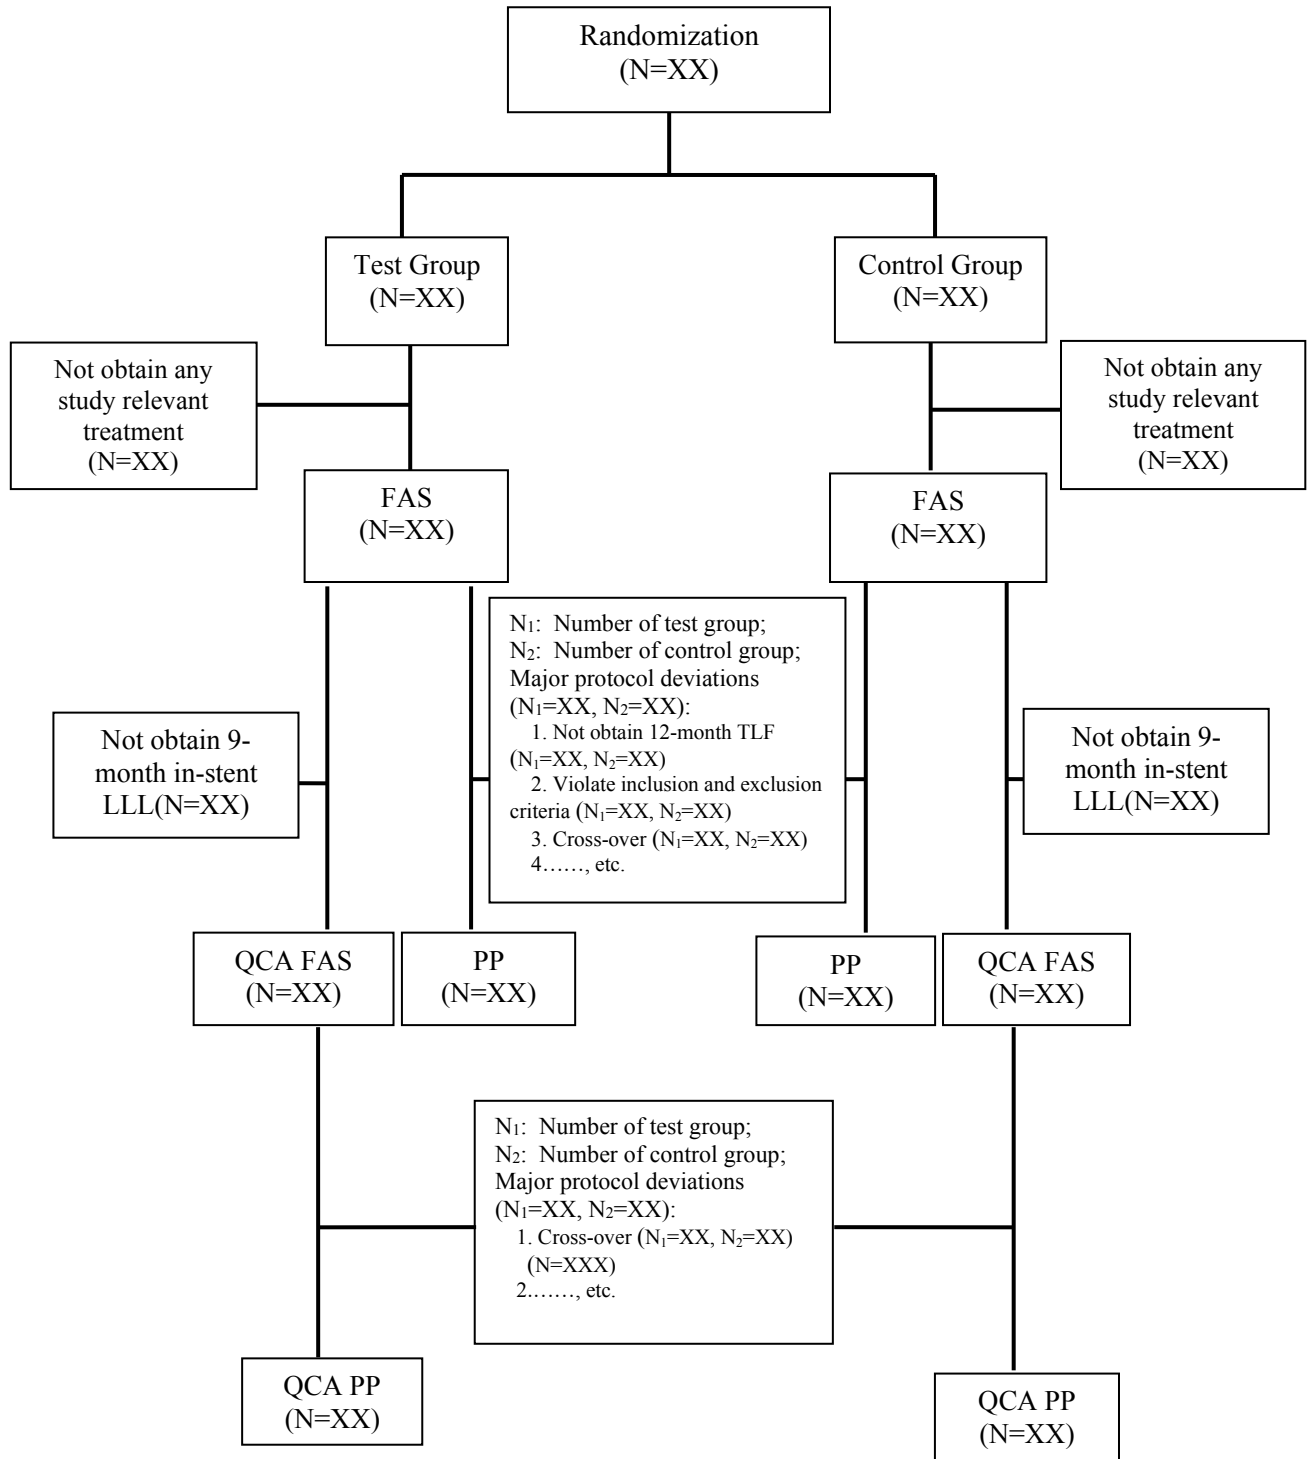 Randomization
(N=XX)
Test Group
(N=XX)
Control Group
(N=XX)
Not obtain any
study relevant
treatment
(N=XX)
Not obtain any
study relevant
treatment
(N=XX)
FAS
(N=XX)
FAS
(N=XX)
N₁: Number of test group;
N₂: Number of control group;
Major protocol deviations
(N₁=XX, N₂=XX):
1. Not obtain 12-month TLF
(N₁=XX, N₂=XX)
2. Violate inclusion and exclusion
criteria (N₁=XX, N₂=XX)
3. Cross-over (N₁=XX, N₂=XX)
4……, etc.
Not obtain 9-
month in-stent
LLL(N=XX)
Not obtain 9-
month in-stent
LLL(N=XX)
QCA FAS
(N=XX)
PP
(N=XX)
PP
(N=XX)
QCA FAS
(N=XX)
N₁: Number of test group;
N₂: Number of control group;
Major protocol deviations
(N₁=XX, N₂=XX):
1. Cross-over (N₁=XX, N₂=XX)
(N=XXX)
2.……, etc.
QCA PP
(N=XX)
QCA PP
(N=XX)